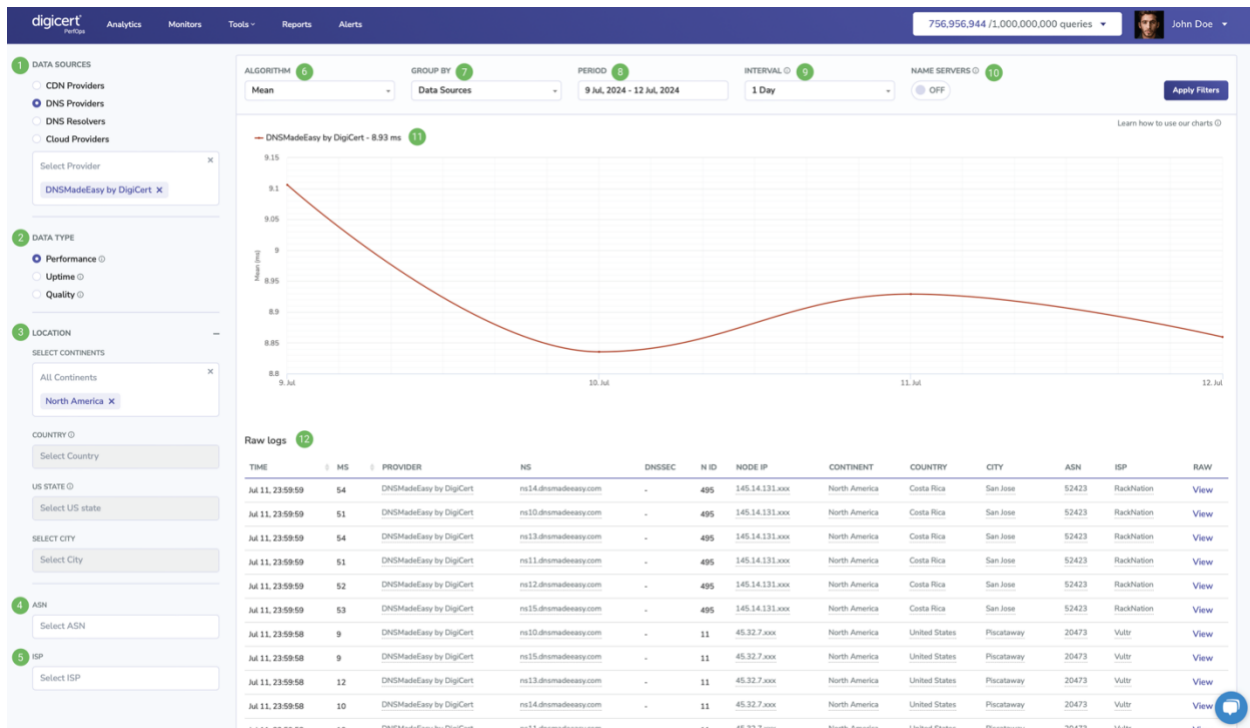 digicert
PerfOps
Analytics
Monitors
Tools
Reports
Alerts
756,956,944 /1,000,000,000 queries
John Doe
1 DATA SOURCES
CDN Providers
DNS Providers
DNS Resolvers
Cloud Providers
Select Provider
DNSMadeEasy by DigiCert
2 DATA TYPE
Performance
Uptime
Quality
3 LOCATION
SELECT CONTINENTS
All Continents
North America
COUNTRY
Select Country
US STATE
Select US state
SELECT CITY
Select City
4 ASN
Select ASN
5 ISP
Select ISP
ALGORITHM 6
Mean
GROUP BY 7
Data Sources
PERIOD 8
9 Jul, 2024 - 12 Jul, 2024
INTERVAL 9
1 Day
NAME SERVERS 10
OFF
Apply Filters
Learn how to use our charts
DNSMadeEasy by DigiCert - 8.93 ms 11
Mean (ms)
9.15
9.1
9.05
9
8.95
8.9
8.85
8.8
9. Jul 10. Jul 11. Jul 12. Jul
Raw logs 12
TIME MS PROVIDER NS DNSSEC N ID NODE IP CONTINENT COUNTRY CITY ASN ISP RAW
Jul 11, 23:59:59 54 DNSMadeEasy by DigiCert ns14.dnsmadeeasy.com - 495 145.14.131.xxx North America Costa Rica San Jose 52423 RackNation View
Jul 11, 23:59:59 51 DNSMadeEasy by DigiCert ns10.dnsmadeeasy.com - 495 145.14.131.xxx North America Costa Rica San Jose 52423 RackNation View
Jul 11, 23:59:59 54 DNSMadeEasy by DigiCert ns13.dnsmadeeasy.com - 495 145.14.131.xxx North America Costa Rica San Jose 52423 RackNation View
Jul 11, 23:59:59 51 DNSMadeEasy by DigiCert ns11.dnsmadeeasy.com - 495 145.14.131.xxx North America Costa Rica San Jose 52423 RackNation View
Jul 11, 23:59:59 52 DNSMadeEasy by DigiCert ns12.dnsmadeeasy.com - 495 145.14.131.xxx North America Costa Rica San Jose 52423 RackNation View
Jul 11, 23:59:59 53 DNSMadeEasy by DigiCert ns15.dnsmadeeasy.com - 495 145.14.131.xxx North America Costa Rica San Jose 52423 RackNation View
Jul 11, 23:59:58 9 DNSMadeEasy by DigiCert ns10.dnsmadeeasy.com - 11 45.32.7.xxx North America United States Piscataway 20473 Vultr View
Jul 11, 23:59:58 9 DNSMadeEasy by DigiCert ns15.dnsmadeeasy.com - 11 45.32.7.xxx North America United States Piscataway 20473 Vultr View
Jul 11, 23:59:58 12 DNSMadeEasy by DigiCert ns13.dnsmadeeasy.com - 11 45.32.7.xxx North America United States Piscataway 20473 Vultr View
Jul 11, 23:59:58 10 DNSMadeEasy by DigiCert ns14.dnsmadeeasy.com - 11 45.32.7.xxx North America United States Piscataway 20473 Vultr View